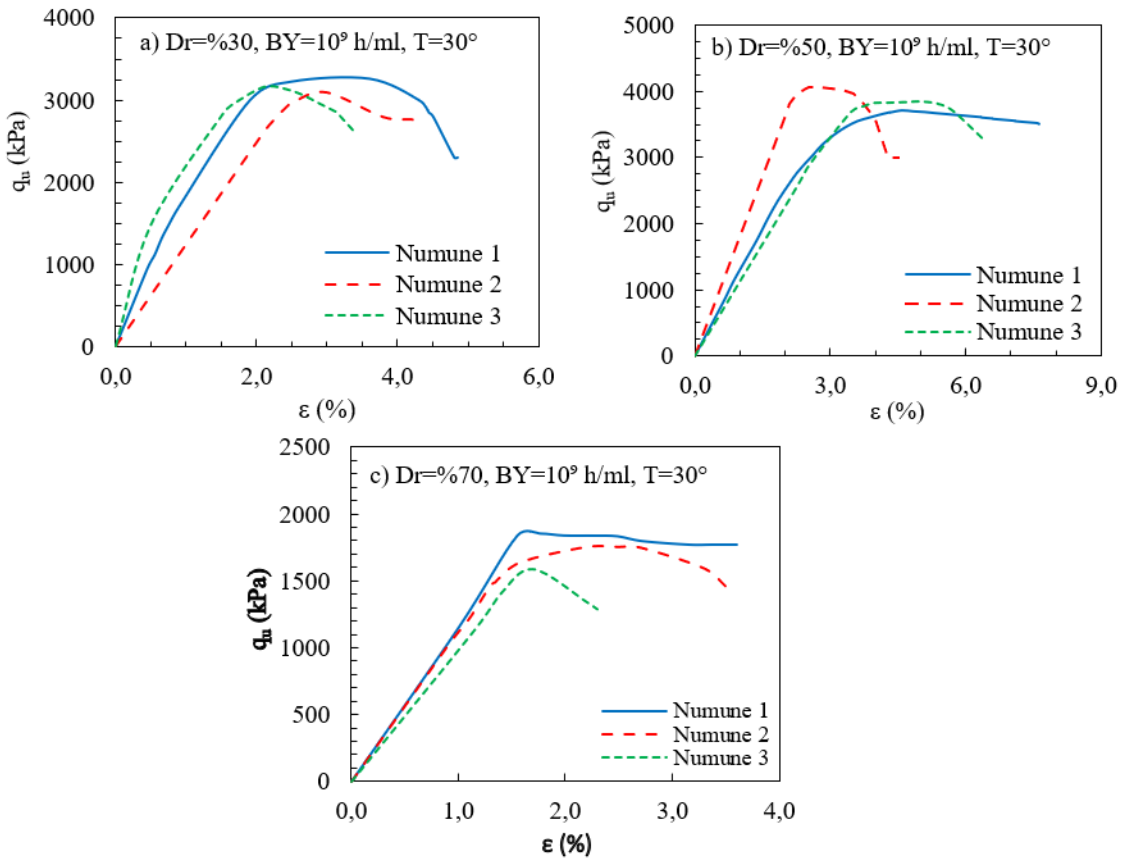 a) Dr=%30, BY=10⁹ h/ml, T=30°
qᵤ (kPa)
4000
3000
2000
1000
0
0,0 2,0 4,0 6,0
ε (%)
Numune 1
Numune 2
Numune 3
b) Dr=%50, BY=10⁹ h/ml, T=30°
qᵤ (kPa)
5000
4000
3000
2000
1000
0
0,0 3,0 6,0 9,0
ε (%)
Numune 1
Numune 2
Numune 3
c) Dr=%70, BY=10⁹ h/ml, T=30°
qᵤ (kPa)
2500
2000
1500
1000
500
0
0,0 1,0 2,0 3,0 4,0
ε (%)
Numune 1
Numune 2
Numune 3